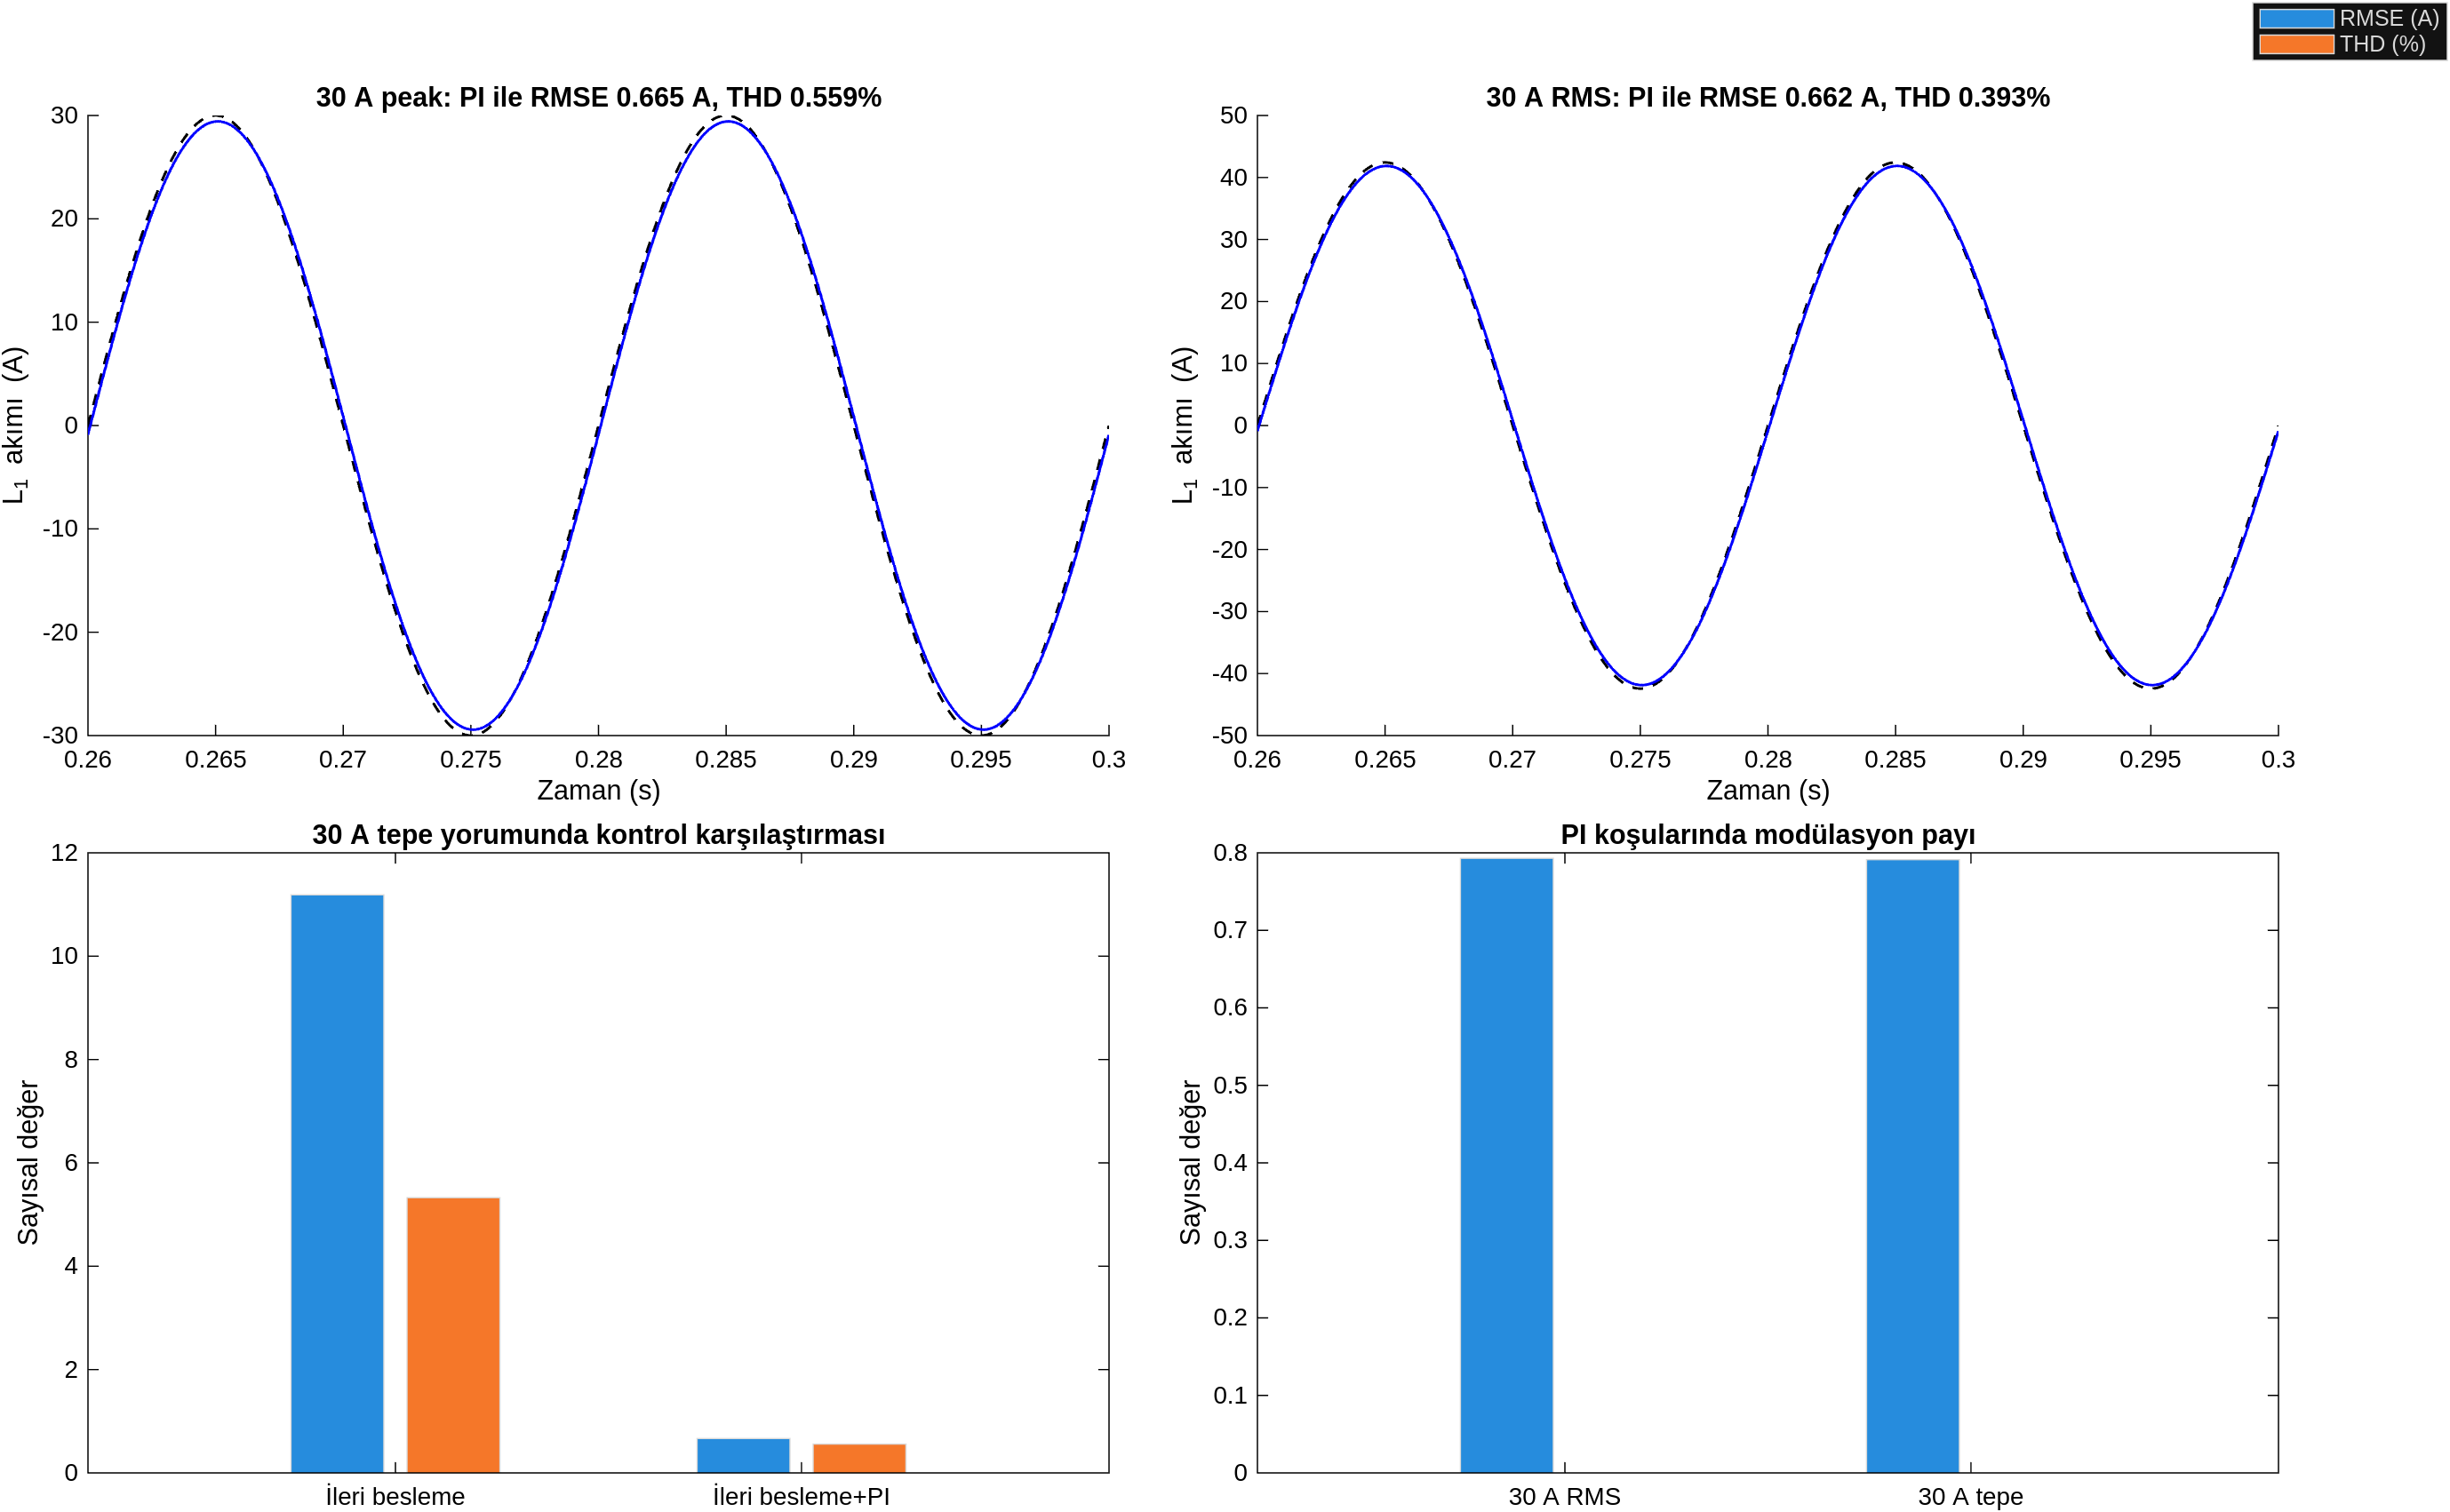 RMSE (A)
THD (%)
30 A peak: PI ile RMSE 0.665 A, THD 0.559%
30
20
10
0
-10
-20
-30
L1 akımı (A)
0.26 0.265 0.27 0.275 0.28 0.285 0.29 0.295 0.3
Zaman (s)
30 A RMS: PI ile RMSE 0.662 A, THD 0.393%
50
40
30
20
10
0
-10
-20
-30
-40
-50
L1 akımı (A)
0.26 0.265 0.27 0.275 0.28 0.285 0.29 0.295 0.3
Zaman (s)
30 A tepe yorumunda kontrol karşılaştırması
12
10
8
6
4
2
0
Sayısal değer
İleri besleme İleri besleme+PI
PI koşularında modülasyon payı
0.8
0.7
0.6
0.5
0.4
0.3
0.2
0.1
0
Sayısal değer
30 A RMS 30 A tepe